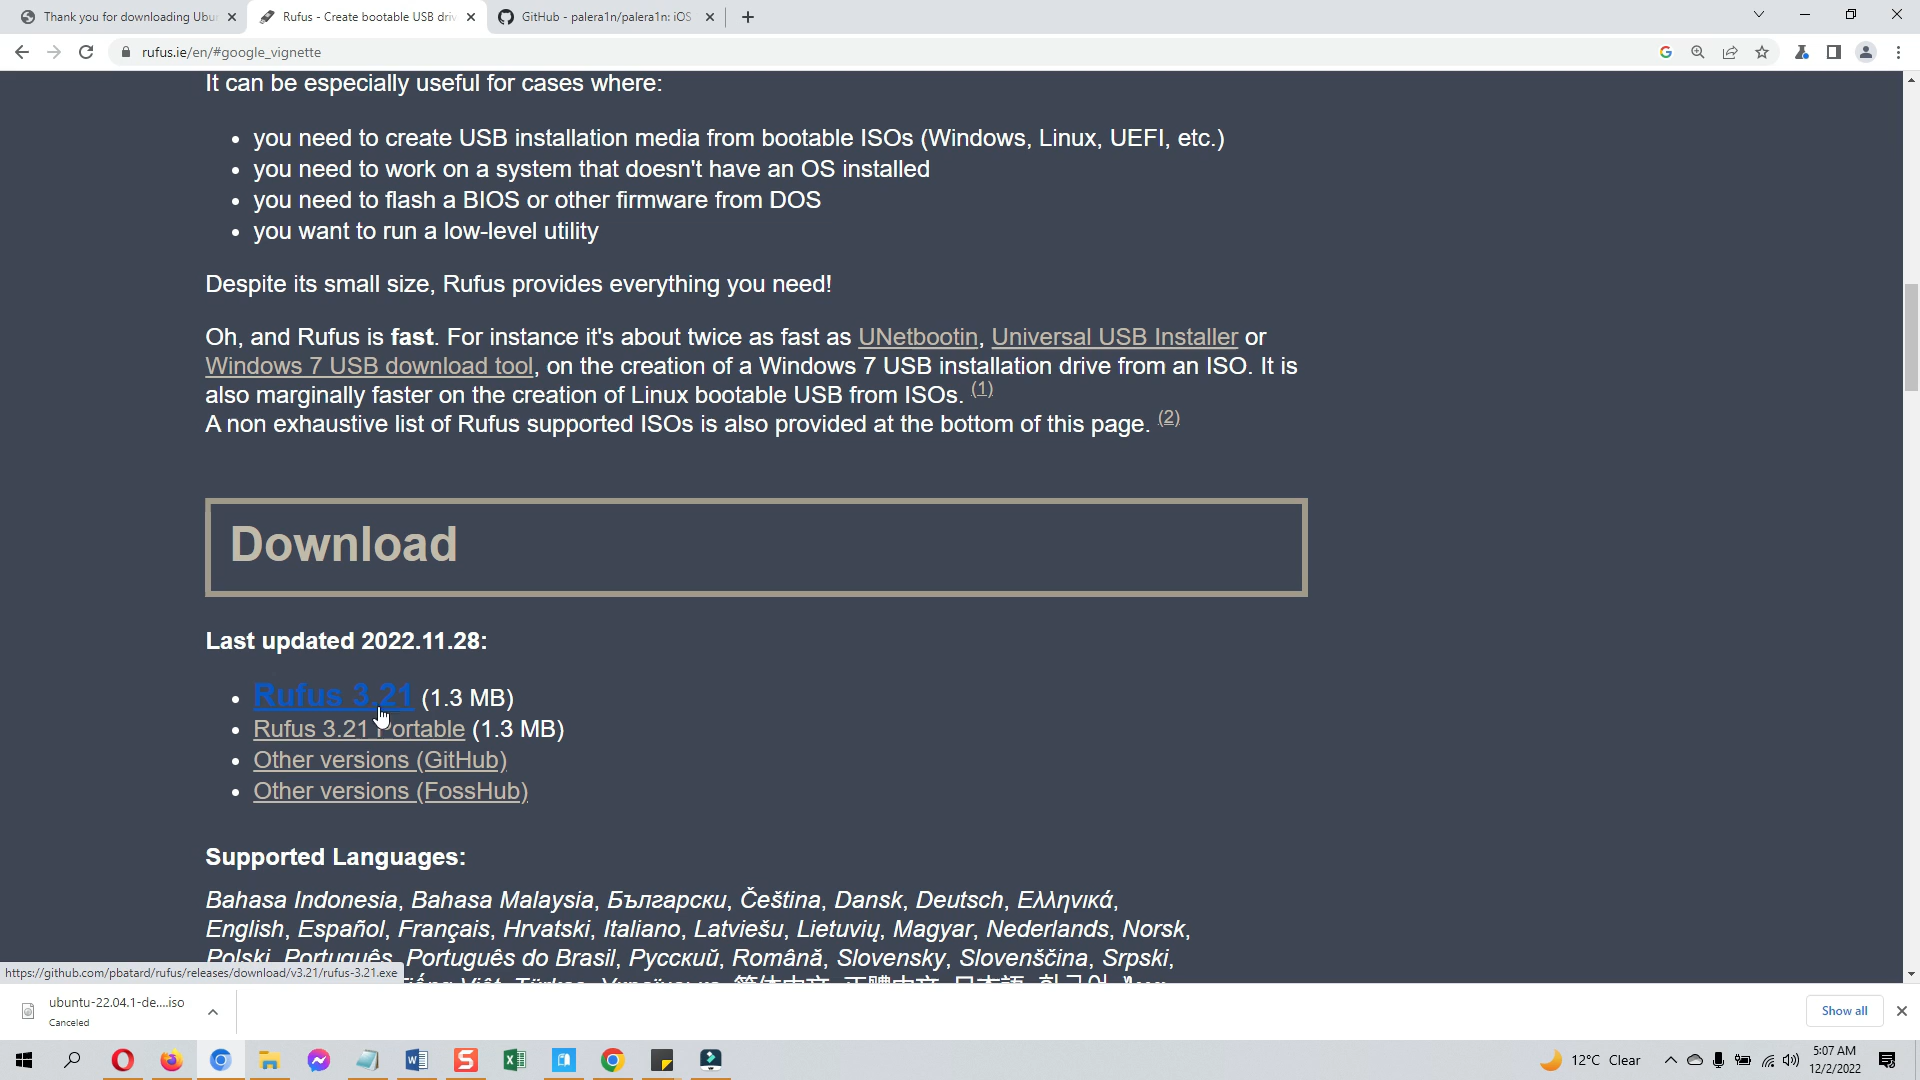 Thank you for downloading Ubu
Rufus - Create bootable USB driv
GitHub - palera1n/palera1n: iOS
rufus.ie/en/#google_vignette
It can be especially useful for cases where:
• you need to create USB installation media from bootable ISOs (Windows, Linux, UEFI, etc.)
• you need to work on a system that doesn't have an OS installed
• you need to flash a BIOS or other firmware from DOS
• you want to run a low-level utility
Despite its small size, Rufus provides everything you need!
Oh, and Rufus is fast. For instance it's about twice as fast as UNetbootin, Universal USB Installer or
Windows 7 USB download tool, on the creation of a Windows 7 USB installation drive from an ISO. It is
also marginally faster on the creation of Linux bootable USB from ISOs. (1)
A non exhaustive list of Rufus supported ISOs is also provided at the bottom of this page. (2)
Download
Last updated 2022.11.28:
• Rufus 3.21 (1.3 MB)
• Rufus 3.21 Portable (1.3 MB)
• Other versions (GitHub)
• Other versions (FossHub)
Supported Languages:
Bahasa Indonesia, Bahasa Malaysia, Български, Čeština, Dansk, Deutsch, Ελληνικά,
English, Español, Français, Hrvatski, Italiano, Latviešu, Lietuvių, Magyar, Nederlands, Norsk,
Polski, Português, Português do Brasil, Русский, Română, Slovensky, Slovenščina, Srpski,
https://github.com/pbatard/rufus/releases/download/v3.21/rufus-3.21.exe
ubuntu-22.04.1-de....iso
Canceled
Show all
12°C Clear
5:07 AM
12/2/2022